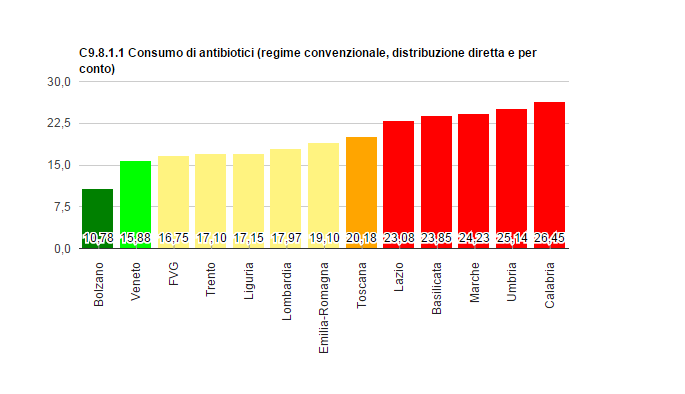 C9.8.1.1 Consumo di antibiotici (regime convenzionale, distribuzione diretta e per
conto)
30,0
22,5
15,0
7,5
0,0
10,78 15,88 16,75 17,10 17,15 17,97 19,10 20,18 23,08 23,85 24,23 25,14 26,45
Bolzano
Veneto
FVG
Trento
Liguria
Lombardia
Emilia-Romagna
Toscana
Lazio
Basilicata
Marche
Umbria
Calabria